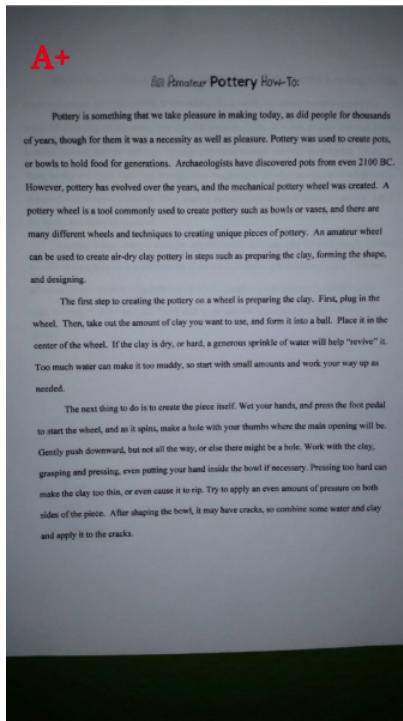 A+
An Amateur Pottery How-To:
Pottery is something that we take pleasure in making today, as did people for thousands
of years, though for them it was a necessity as well as pleasure. Pottery was used to create pots,
or bowls to hold food for generations. Archaeologists have discovered pots from even 2100 BC.
However, pottery has evolved over the years, and the mechanical pottery wheel was created. A
pottery wheel is a tool commonly used to create pottery such as bowls or vases, and there are
many different wheels and techniques to creating unique pieces of pottery. An amateur wheel
can be used to create air-dry clay pottery in steps such as preparing the clay, forming the shape,
and designing.
The first step to creating the pottery on a wheel is preparing the clay. First, plug in the
wheel. Then, take out the amount of clay you want to use, and form it into a ball. Place it in the
center of the wheel. If the clay is dry, or hard, a generous sprinkle of water will help “revive” it.
Too much water can make it too muddy, so start with small amounts and work your way up as
needed.
The next thing to do is to create the piece itself. Wet your hands, and press the foot pedal
to start the wheel, and as it spins, make a hole with your thumbs where the main opening will be.
Gently push downward, but not all the way, or else there might be a hole. Work with the clay,
grasping and pressing, even putting your hand inside the bowl if necessary. Pressing too hard can
make the clay too thin, or even cause it to rip. Try to apply an even amount of pressure on both
sides of the piece. After shaping the bowl, it may have cracks, so combine some water and clay
and apply it to the cracks.